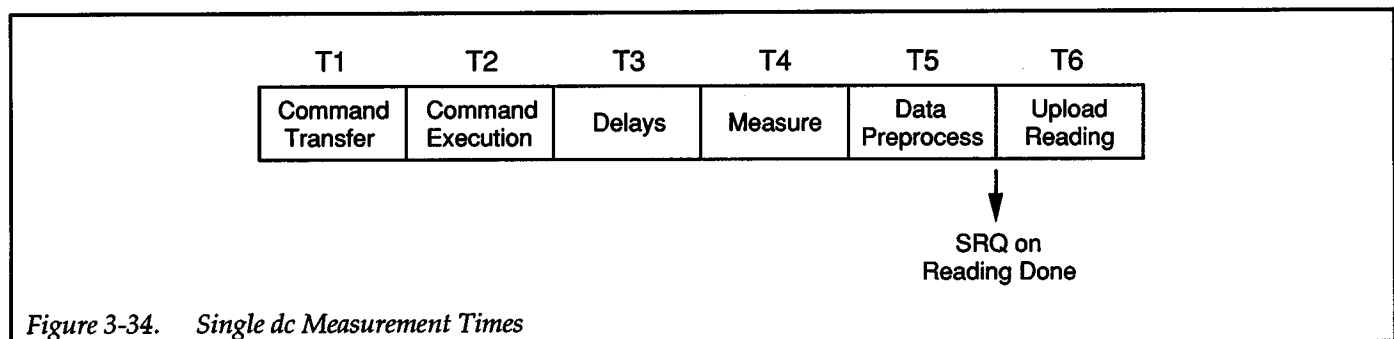 T1 T2 T3 T4 T5 T6
Command Transfer Command Execution Delays Measure Data Preprocess Upload Reading
SRQ on
Reading Done
Figure 3-34. Single dc Measurement Times